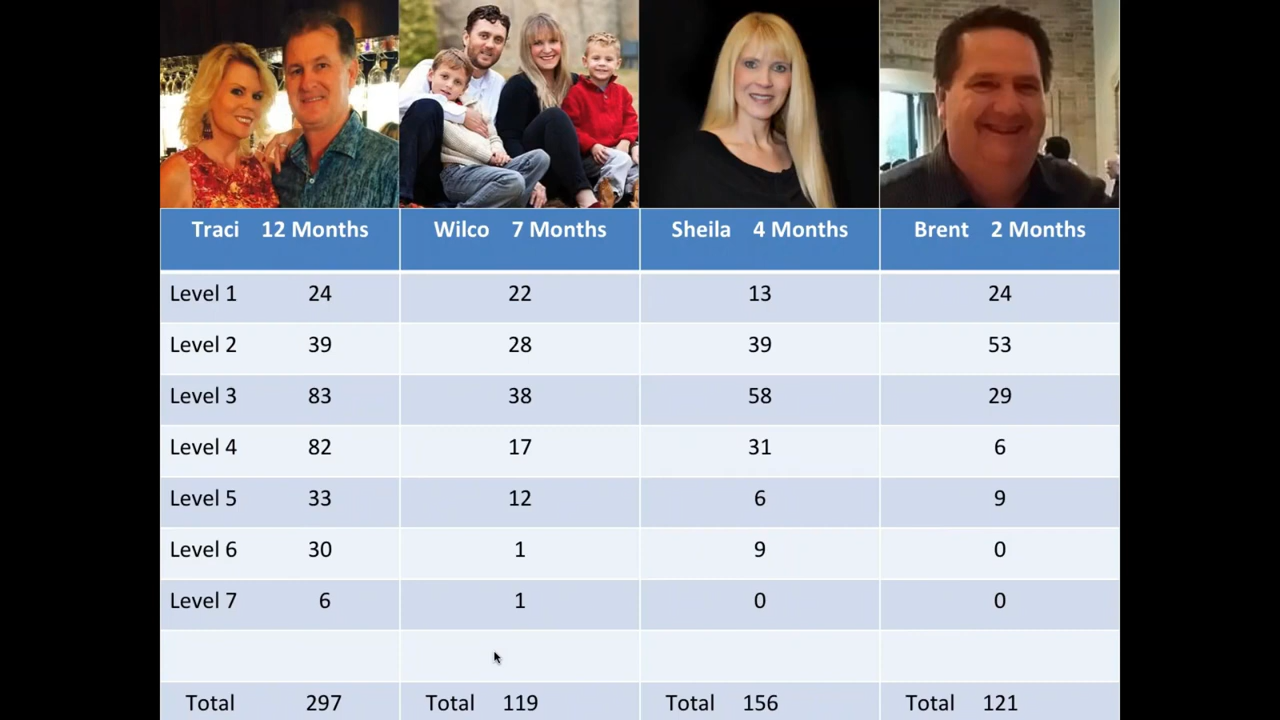 Traci 12 Months Wilco 7 Months Sheila 4 Months Brent 2 Months
Level 1 24 22 13 24
Level 2 39 28 39 53
Level 3 83 38 58 29
Level 4 82 17 31 6
Level 5 33 12 6 9
Level 6 30 1 9 0
Level 7 6 1 0 0
Total 297 Total 119 Total 156 Total 121